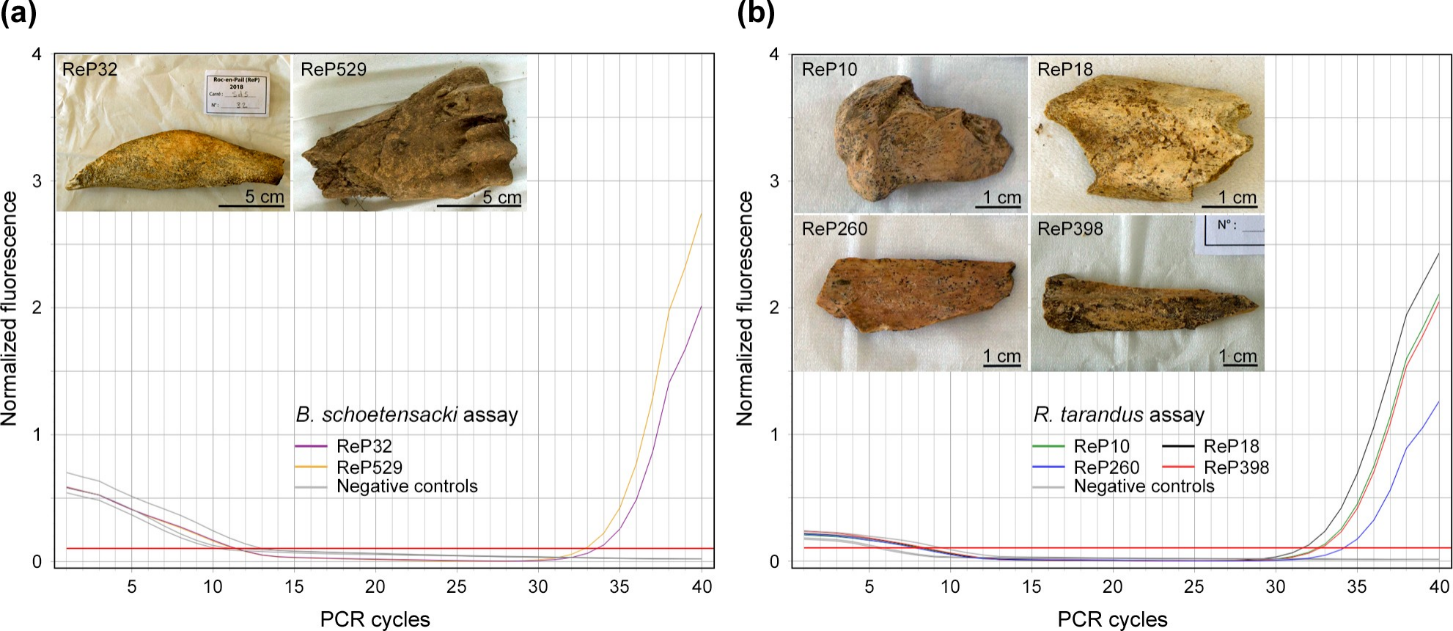 (a)
4
3
2
1
0
Normalized fluorescence
ReP32
Roc-en-Pail (ReP)
2018
Carré :
N° : 32
5 cm
ReP529
5 cm
B. schoetensacki assay
ReP32
ReP529
Negative controls
5 10 15 20 25 30 35 40
PCR cycles
(b)
4
3
2
1
0
Normalized fluorescence
ReP10
1 cm
ReP18
1 cm
ReP260
1 cm
ReP398
N° :
1 cm
R. tarandus assay
ReP10 ReP18
ReP260 ReP398
Negative controls
5 10 15 20 25 30 35 40
PCR cycles